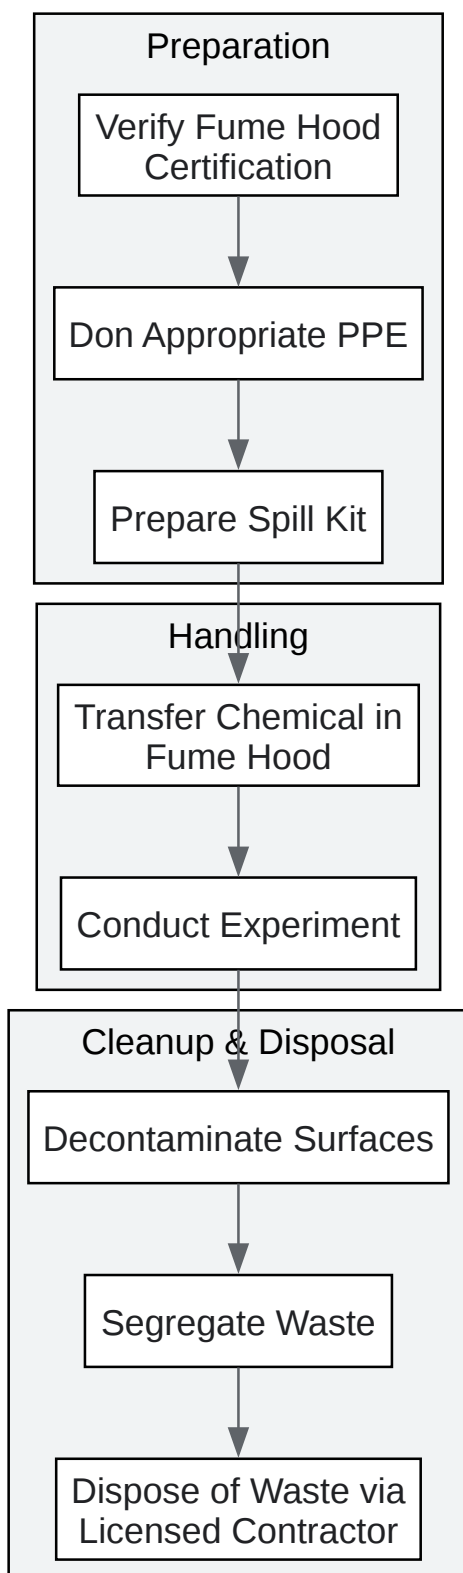 Preparation
Verify Fume Hood
Certification
Don Appropriate PPE
Prepare Spill Kit
Handling
Transfer Chemical in
Fume Hood
Conduct Experiment
Cleanup & Disposal
Decontaminate Surfaces
Segregate Waste
Dispose of Waste via
Licensed Contractor